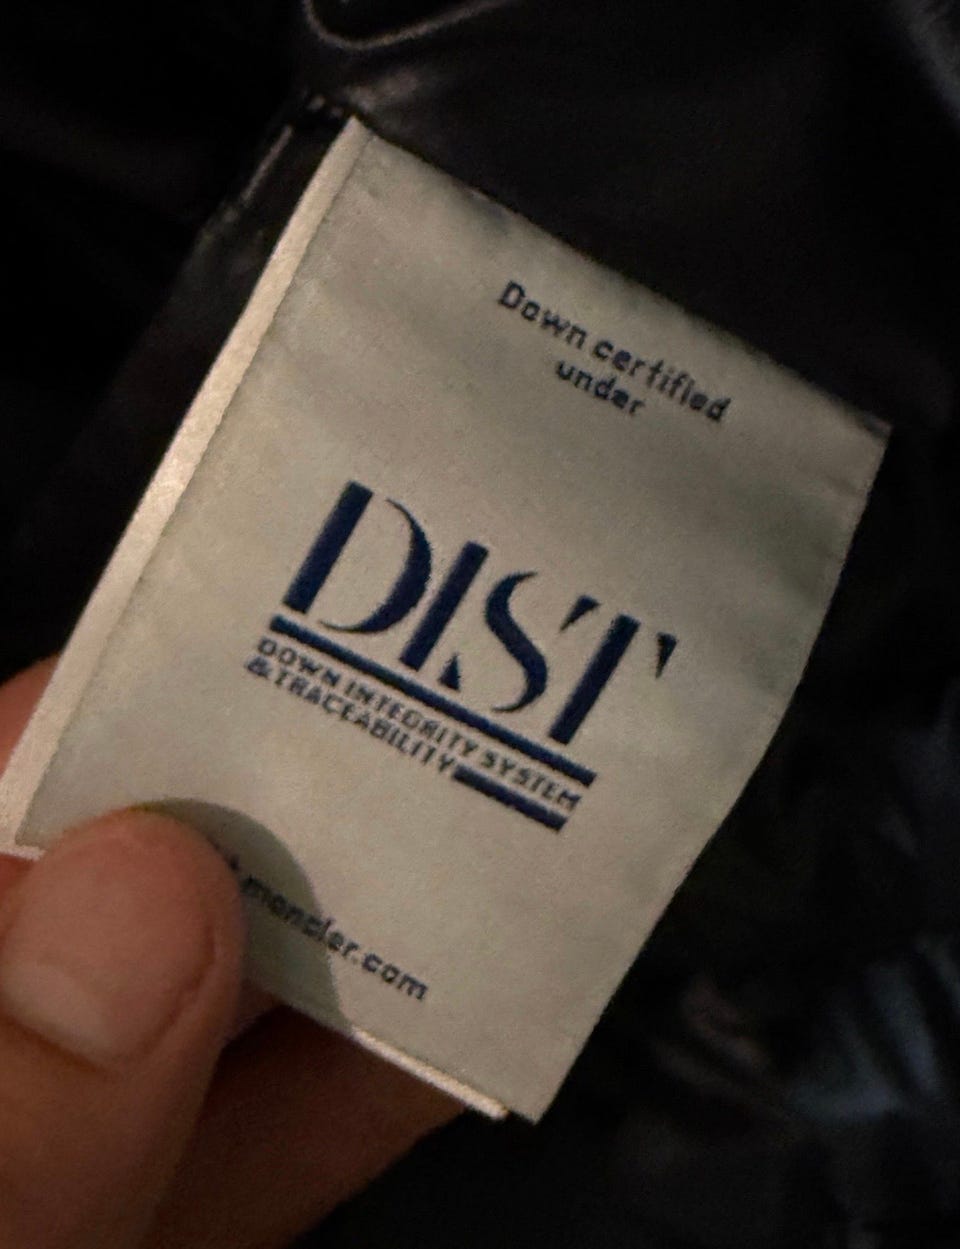 Down certified
under
DIST
DOWN INTEGRITY SYSTEM
& TRACEABILITY
.moncler.com